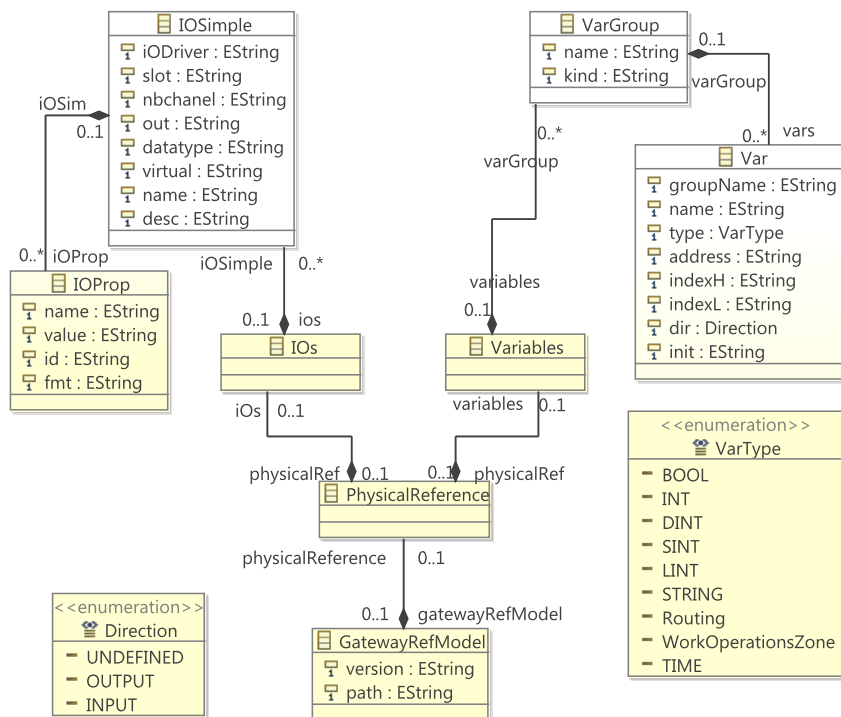 IOSimple
iODriver : EString
slot : EString
nbchanel : EString
out : EString
datatype : EString
virtual : EString
name : EString
desc : EString
VarGroup
name : EString
kind : EString
0..1
varGroup
0..*
vars
iOSim
0..1
0..*
iOProp
0..*
varGroup
Var
groupName : EString
name : EString
type : VarType
address : EString
indexH : EString
indexL : EString
dir : Direction
init : EString
IOProp
name : EString
value : EString
id : EString
fmt : EString
iOSimple
0..*
0..1
ios
variables
0..1
IOs
Variables
iOs
0..1
variables
0..1
physicalRef
0..1
0..1
physicalRef
PhysicalReference
physicalReference
0..1
0..1
gatewayRefModel
GatewayRefModel
version : EString
path : EString
<<enumeration>>
VarType
BOOL
INT
DINT
SINT
LINT
STRING
Routing
WorkOperationsZone
TIME
<<enumeration>>
Direction
UNDEFINED
OUTPUT
INPUT